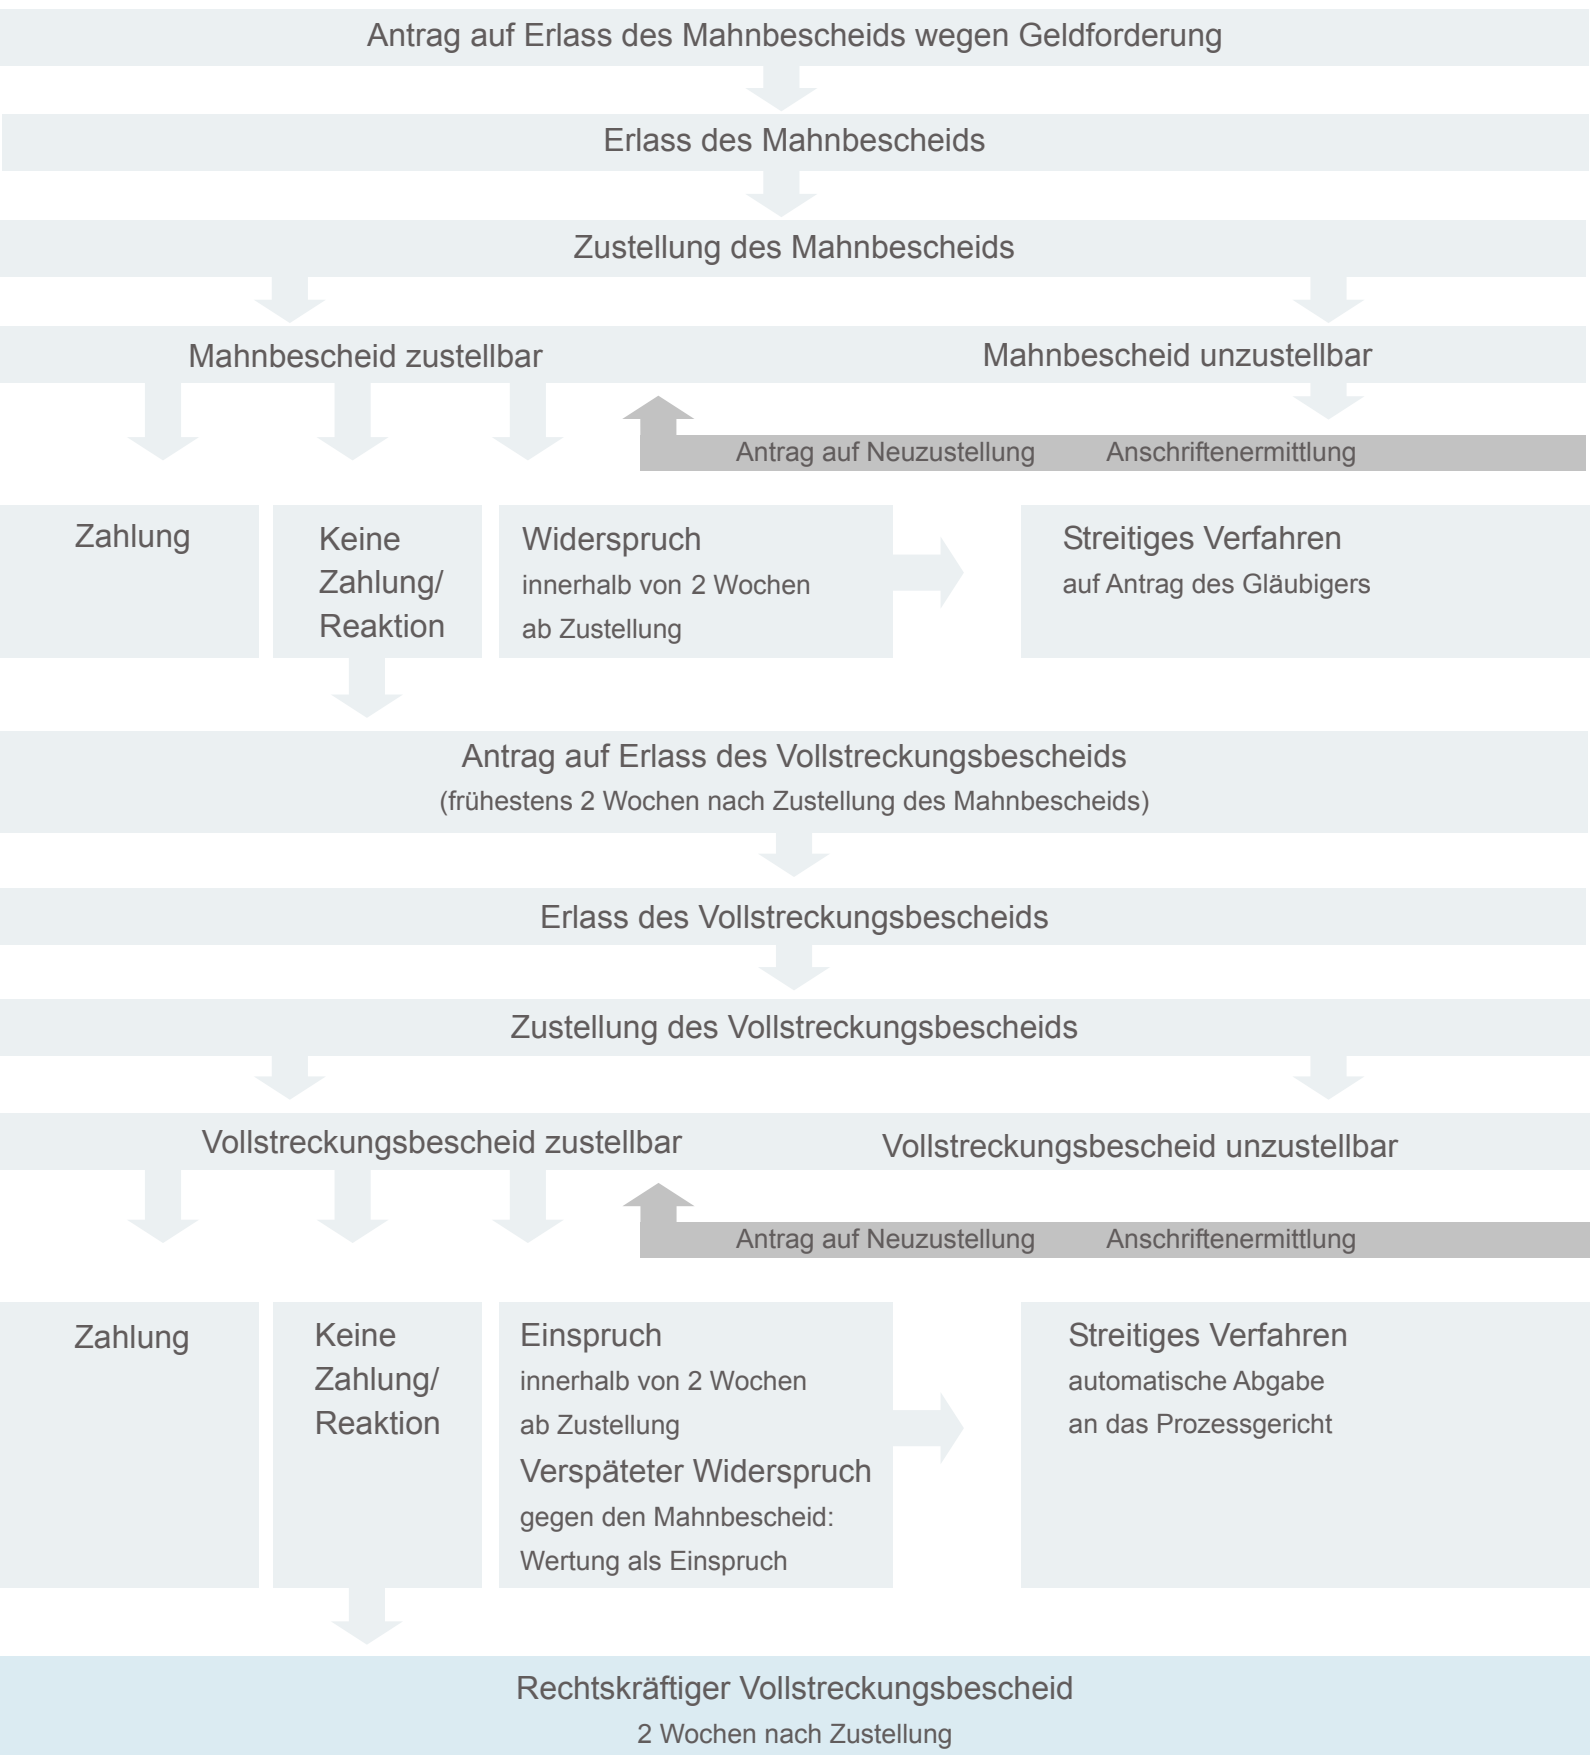 Antrag auf Erlass des Mahnbescheids wegen Geldforderung
Erlass des Mahnbescheids
Zustellung des Mahnbescheids
Mahnbescheid zustellbar
Mahnbescheid unzustellbar
Antrag auf Neuzustellung
Anschriftenermittlung
Zahlung
Keine
Zahlung/
Reaktion
Widerspruch
innerhalb von 2 Wochen
ab Zustellung
Streitiges Verfahren
auf Antrag des Gläubigers
Antrag auf Erlass des Vollstreckungsbescheids
(frühestens 2 Wochen nach Zustellung des Mahnbescheids)
Erlass des Vollstreckungsbescheids
Zustellung des Vollstreckungsbescheids
Vollstreckungsbescheid zustellbar
Vollstreckungsbescheid unzustellbar
Antrag auf Neuzustellung
Anschriftenermittlung
Zahlung
Keine
Zahlung/
Reaktion
Einspruch
innerhalb von 2 Wochen
ab Zustellung
Verspäteter Widerspruch
gegen den Mahnbescheid:
Wertung als Einspruch
Streitiges Verfahren
automatische Abgabe
an das Prozessgericht
Rechtskräftiger Vollstreckungsbescheid
2 Wochen nach Zustellung